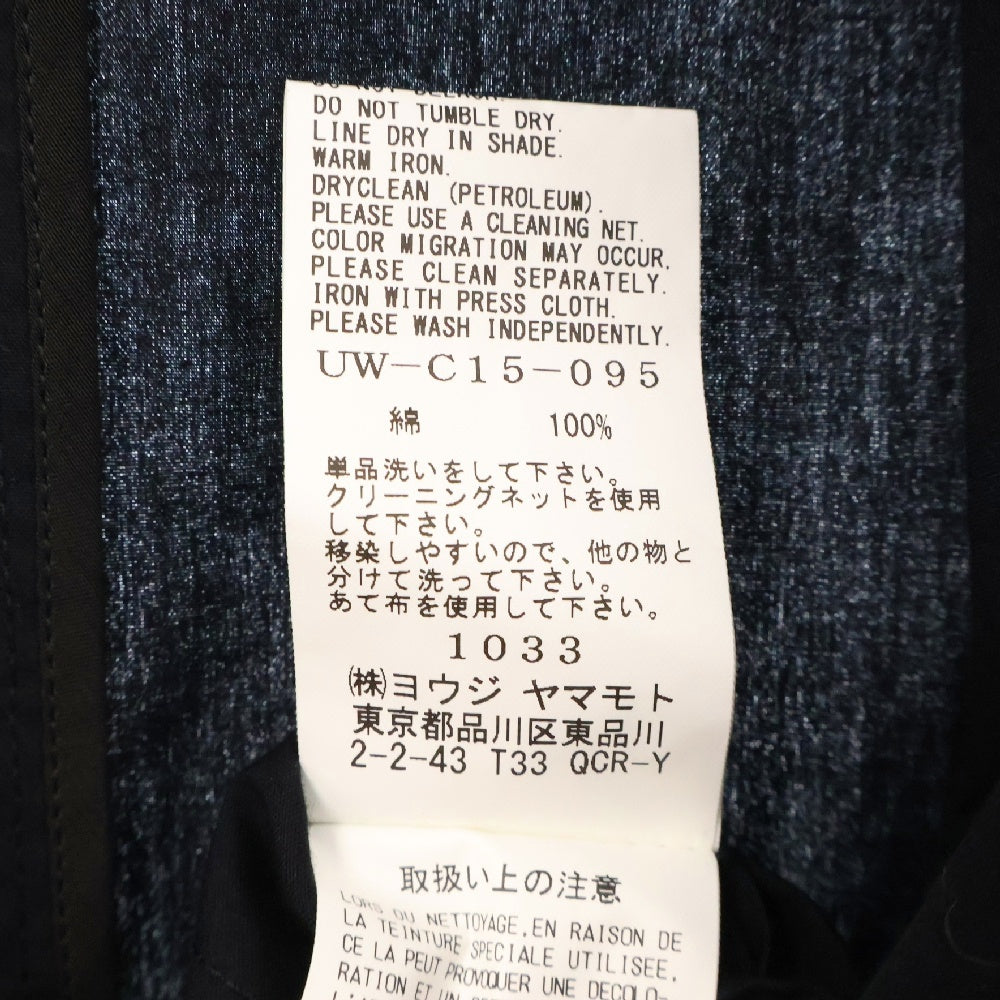 DO NOT TUMBLE DRY.
LINE DRY IN SHADE.
WARM IRON.
DRYCLEAN (PETROLEUM).
PLEASE USE A CLEANING NET.
COLOR MIGRATION MAY OCCUR.
PLEASE CLEAN SEPARATELY.
IRON WITH PRESS CLOTH.
PLEASE WASH INDEPENDENTLY.
UW-C15-095
綿 100%
単品洗いをして下さい。
クリーニングネットを使用
して下さい。
移染しやすいので、他の物と
分けて洗って下さい。
あて布を使用して下さい。
1033
㈱ヨウジ ヤマモト
東京都品川区東品川
2-2-43 T33 QCR-Y
取扱い上の注意
LORS DU NETTOYAGE, EN RAISON DE
LA TEINTURE SPECIALE UTILISEE,
CE LA PEUT PROVOQUER UNE DECOLO-
RATION ET UN